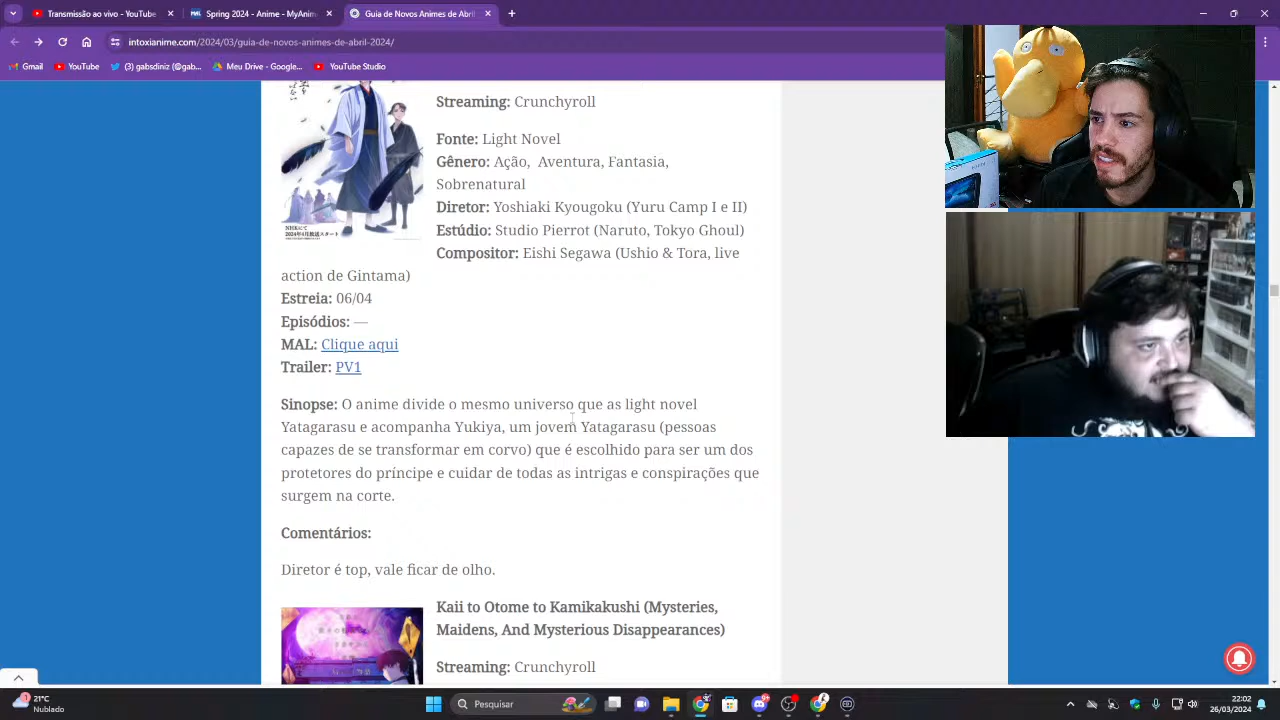 Transmissão ao vivo - YouTu
Spring 2024 - Anime
Guia
intoxianime.com/2024/03/guia-de-novos-animes-de-abril-2024/
Gmail
YouTube
(3) gabsdiniz (@gab...
Meu Drive - Google...
YouTube Studio
Streaming: Crunchyroll
Fonte: Light Novel
Gênero: Ação, Aventura, Fantasia,
Sobrenatural
Diretor: Yoshiaki Kyougoku (Yuru Camp I e II)
Estúdio: Studio Pierrot (Naruto, Tokyo Ghoul)
Compositor: Eishi Segawa (Ushio & Tora, live
action de Gintama)
Estreia: 06/04
Episódios: —
MAL: Clique aqui
Trailer: PV1
Sinopse: O anime divide o mesmo universo que as light novel
Yatagarasu e acompanha Yukiya, um jovem Yatagarasu (pessoas
capazes de se transformar em corvo) que é escolhido para ser um dos
protetores do príncipe e cuidar de todas as intrigas e conspirações que
surgem na corte.
Comentários:
Diretor é top, vale ficar de olho.
Kaii to Otome to Kamikakushi (Mysteries,
Maidens, And Mysterious Disappearances)
Streaming: Crunchyroll
21°C
Nublado
Pesquisar
22:02
26/03/2024